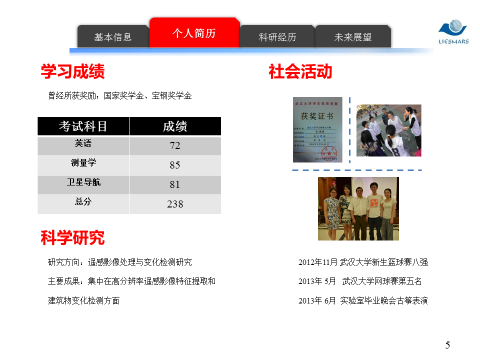 基本信息
个人简历
科研经历
未来展望
LIESMARS
学习成绩
曾经所获奖励：国家奖学金、宝钢奖学金
考试科目 成绩
英语 72
测量学 85
卫星导航 81
总分 238
科学研究
研究方向：遥感影像处理与变化检测研究
主要成果：集中在高分辨率遥感影像特征提取和
建筑物变化检测方面
社会活动
获奖证书
2012年11月 武汉大学新生篮球赛八强
2013年 5月 武汉大学网球赛第五名
2013年 6月 实验室毕业晚会古筝表演
5